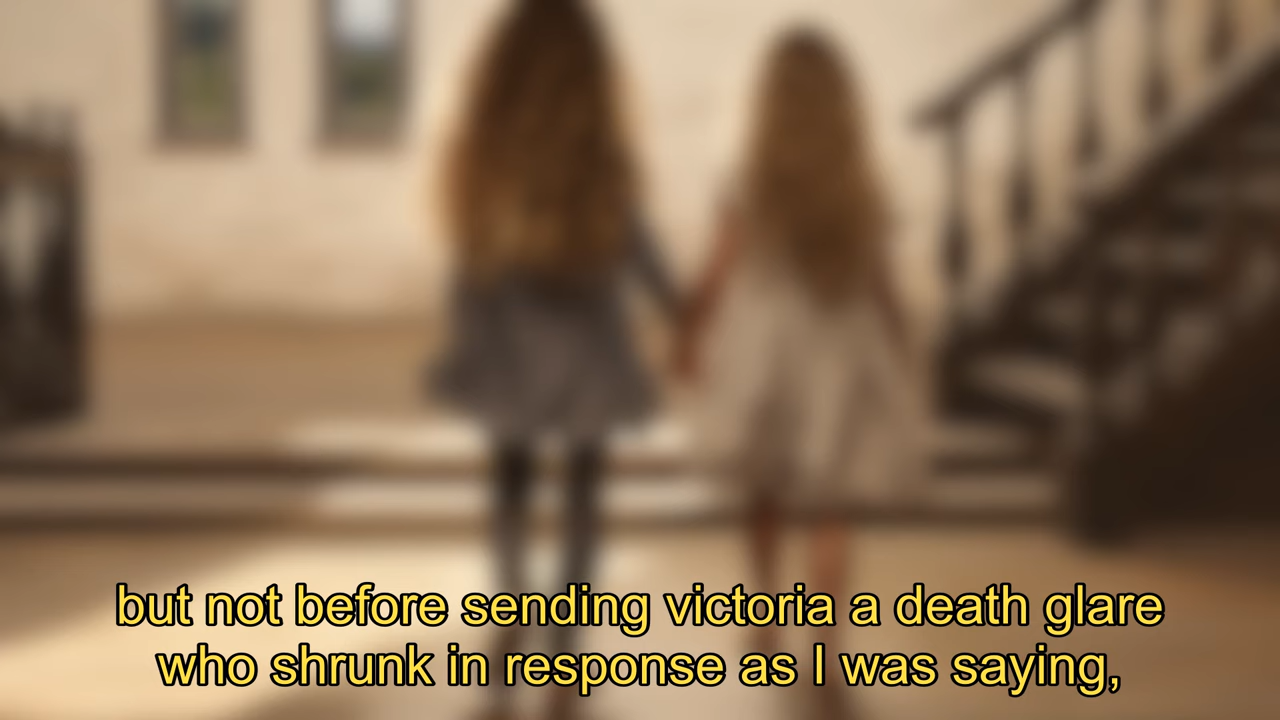 but not before sending victoria a death glare
who shrunk in response as I was saying,